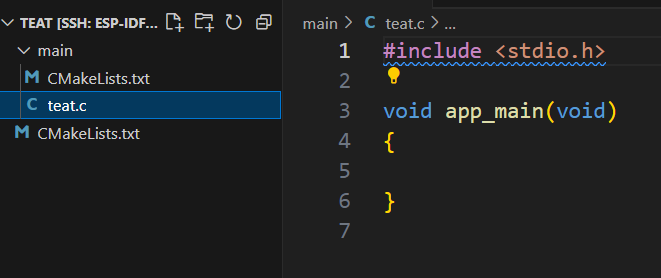 TEAT [SSH: ESP-IDF...
main
CMakeLists.txt
C teat.c
CMakeLists.txt
main > C teat.c > ...
1 #include <stdio.h>
2
3 void app_main(void)
4 {
5
6 }
7